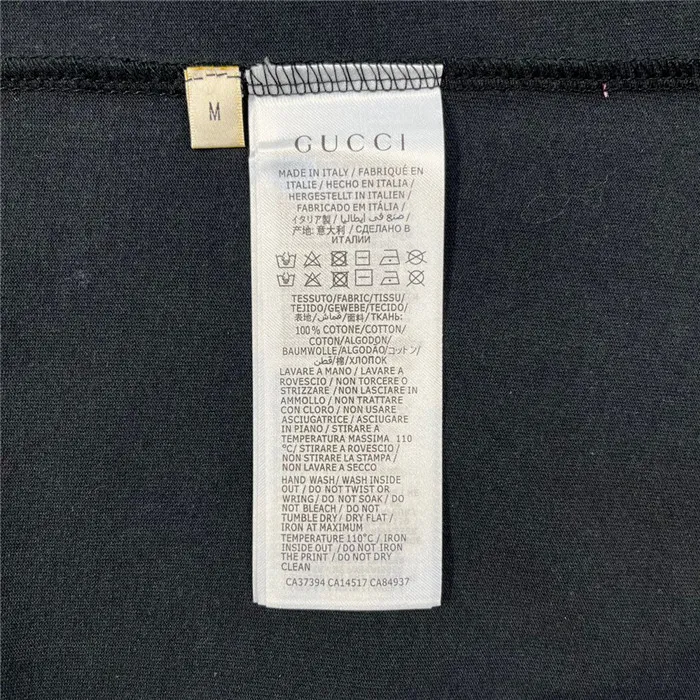 M
GUCCI
MADE IN ITALY / FABRIQUÉ EN
ITALIE / HECHO EN ITALIA /
HERGESTELLT IN ITALIEN /
FABRICADO EM ITÁLIA /
イタリア製 / صنع في إيطاليا /
产地: 意大利 / СДЕЛАНО В
ИТАЛИИ
TESSUTO/FABRIC/TISSU/
TEJIDO/GEWEBE/TECIDO/
表地/قماش/面料/ТКАНЬ:
100% COTONE/COTTON/
COTON/ALGODON/
BAUMWOLLE/ALGODÃO/コットン/
قطن/棉/ХЛОПОК
LAVARE A MANO / LAVARE A
ROVESCIO / NON TORCERE O
STRIZZARE / NON LASCIARE IN
AMMOLLO / NON TRATTARE
CON CLORO / NON USARE
ASCIUGATRICE / ASCIUGARE
IN PIANO / STIRARE A
TEMPERATURA MASSIMA 110
°C/ STIRARE A ROVESCIO /
NON STIRARE LA STAMPA /
NON LAVARE A SECCO
HAND WASH / WASH INSIDE
OUT / DO NOT TWIST OR
WRING / DO NOT SOAK / DO
NOT BLEACH / DO NOT
TUMBLE DRY / DRY FLAT /
IRON AT MAXIMUM
TEMPERATURE 110°C / IRON
INSIDE OUT / DO NOT IRON
THE PRINT / DO NOT DRY
CLEAN
CA37394 CA14517 CA84937